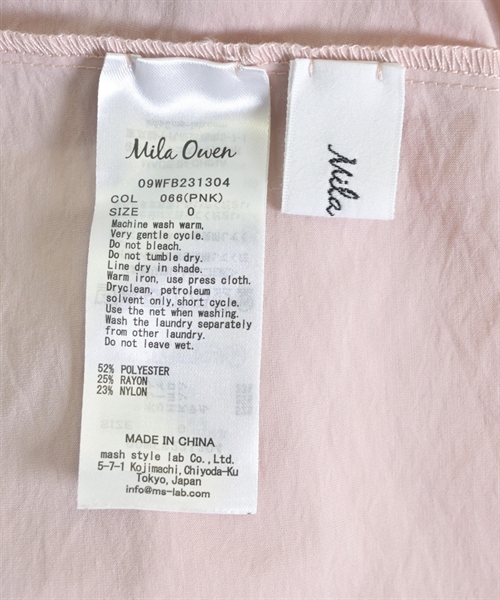 Mila Owen
09WFB231304
COL 066(PNK)
SIZE 0
Machine wash warm,
Very gentle cycle.
Do not bleach.
Do not tumble dry.
Line dry in shade.
Warm iron, use press cloth.
Dryclean, petroleum
solvent only, short cycle.
Use the net when washing.
Wash the laundry separately
from other laundry.
Do not leave wet.
52% POLYESTER
25% RAYON
23% NYLON
MADE IN CHINA
mash style lab Co., Ltd.
5-7-1 Kojimachi, Chiyoda-Ku
Tokyo, Japan
info@ms-lab.com
Mila